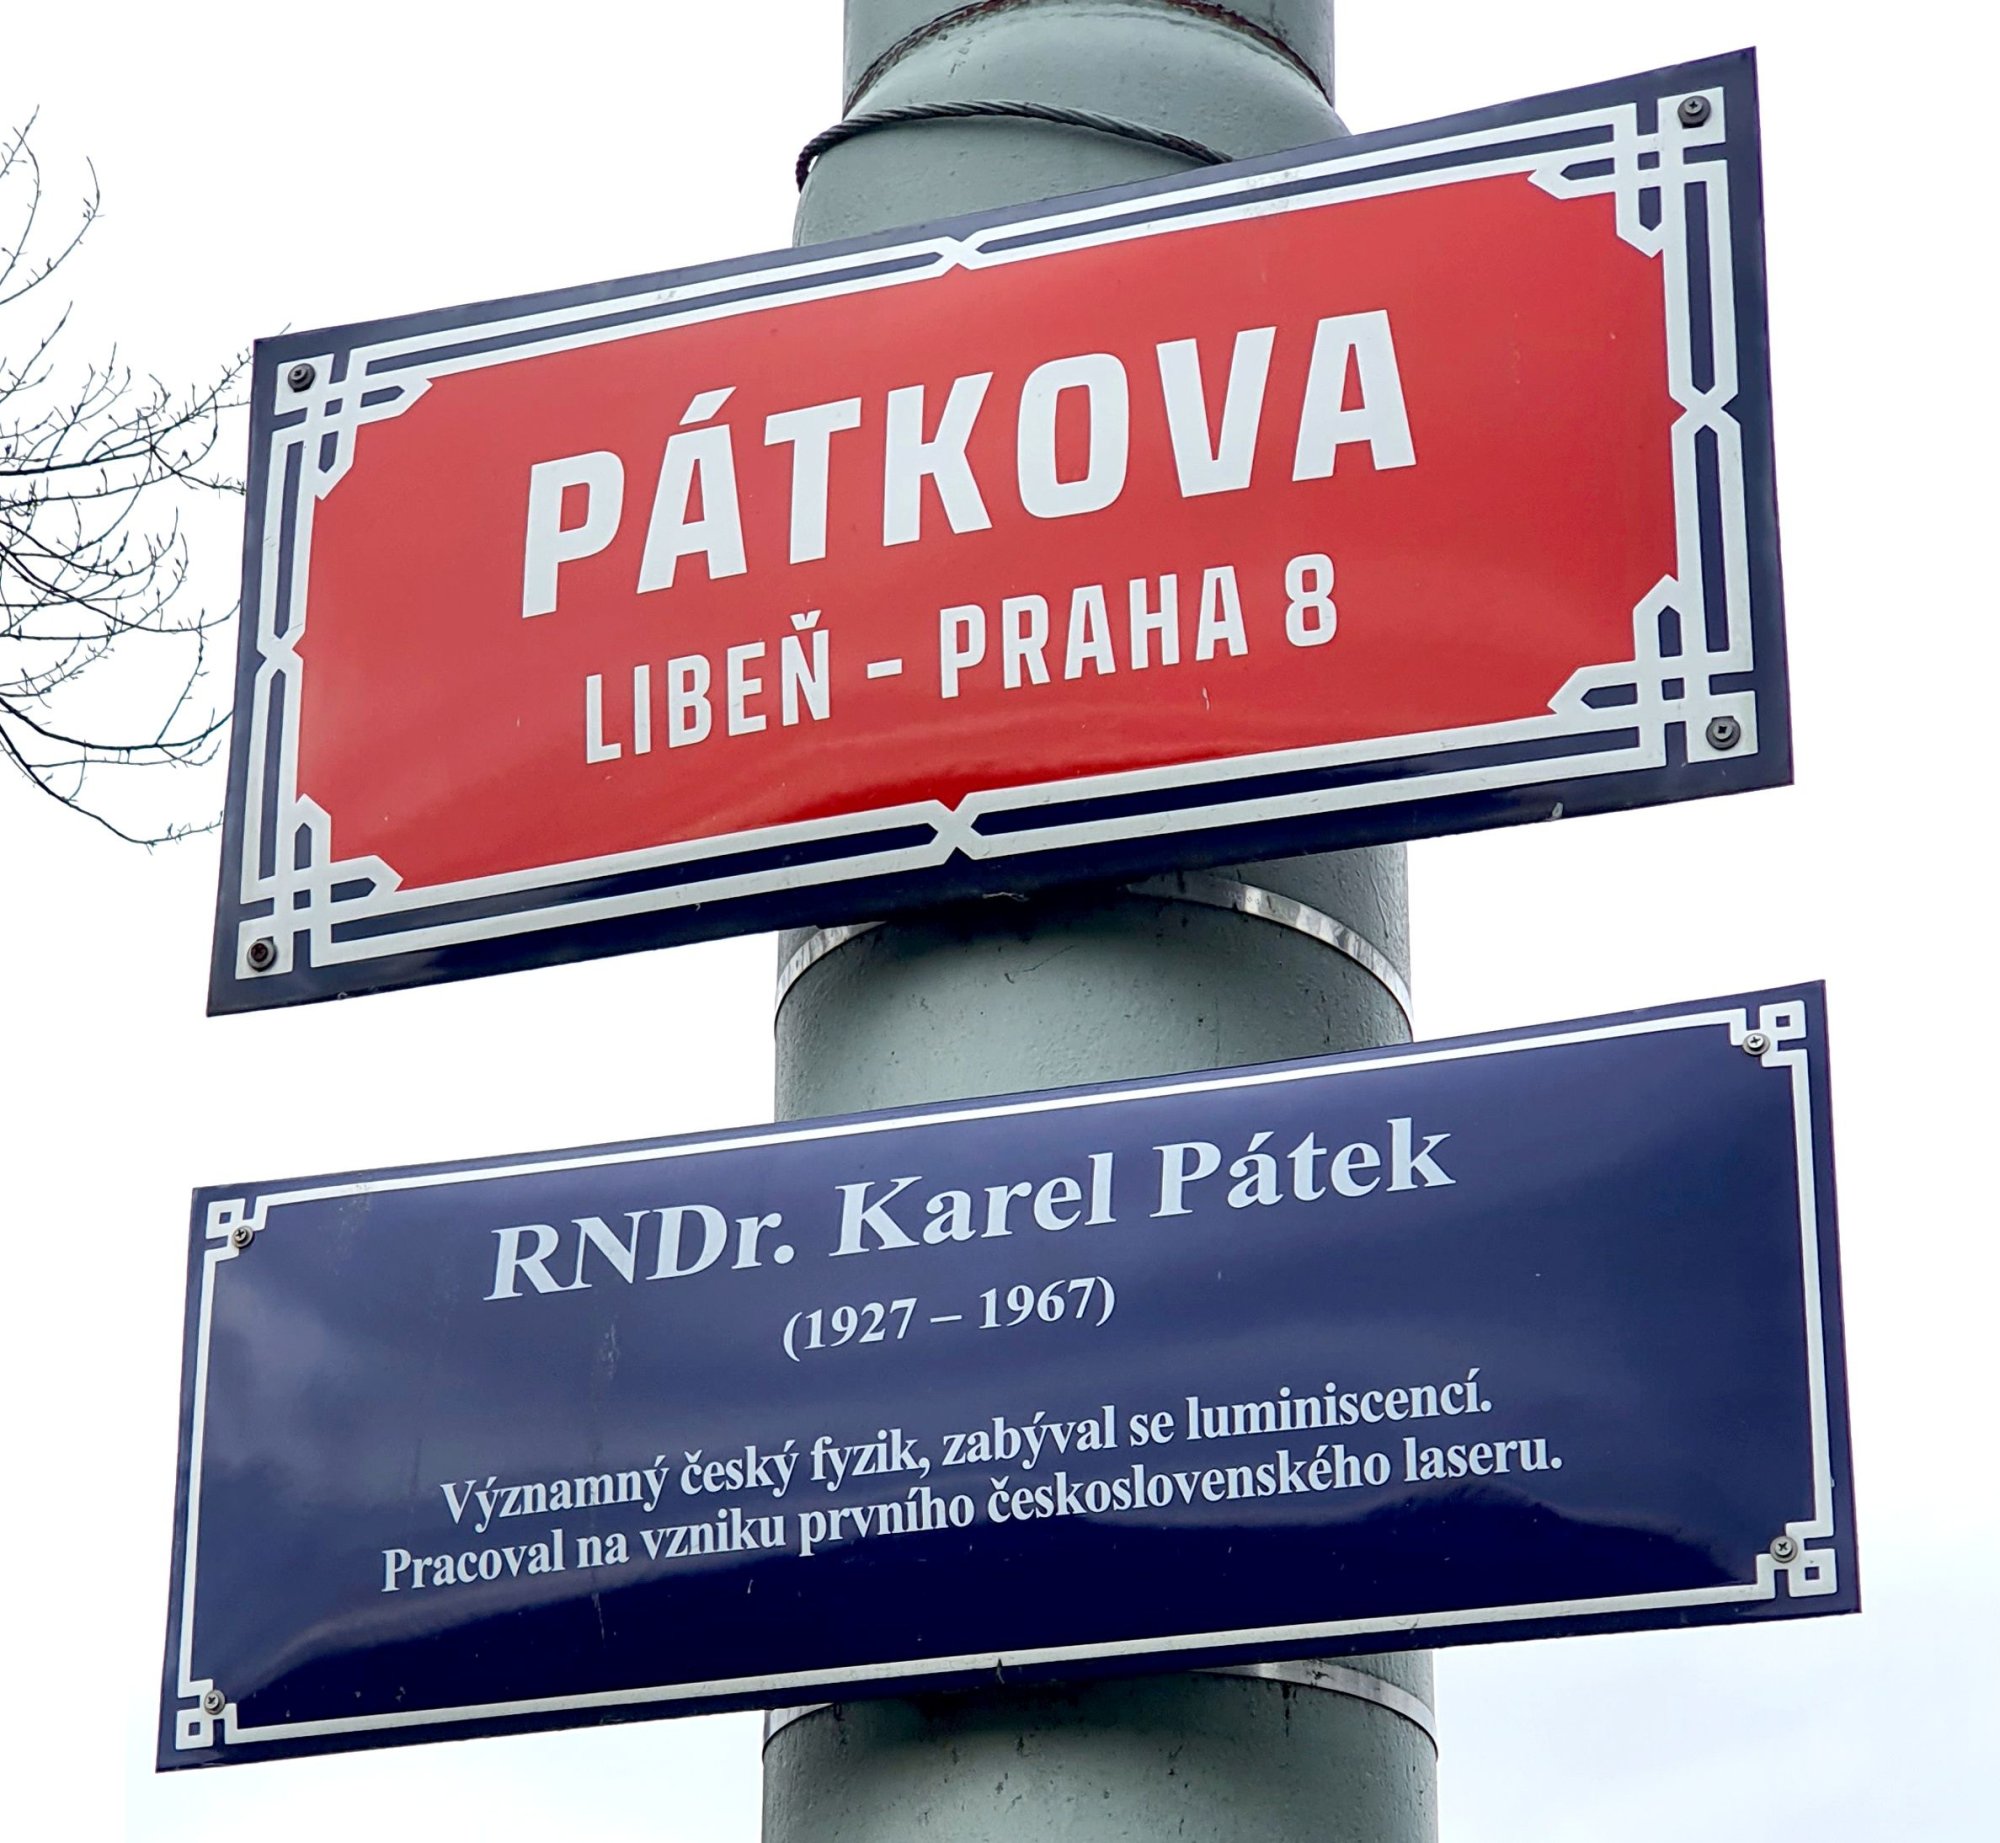 PÁTKOVA
LIBEŇ – PRAHA 8
RNDr. Karel Pátek
(1927 – 1967)
Významný český fyzik, zabýval se luminiscencí.
Pracoval na vzniku prvního československého laseru.